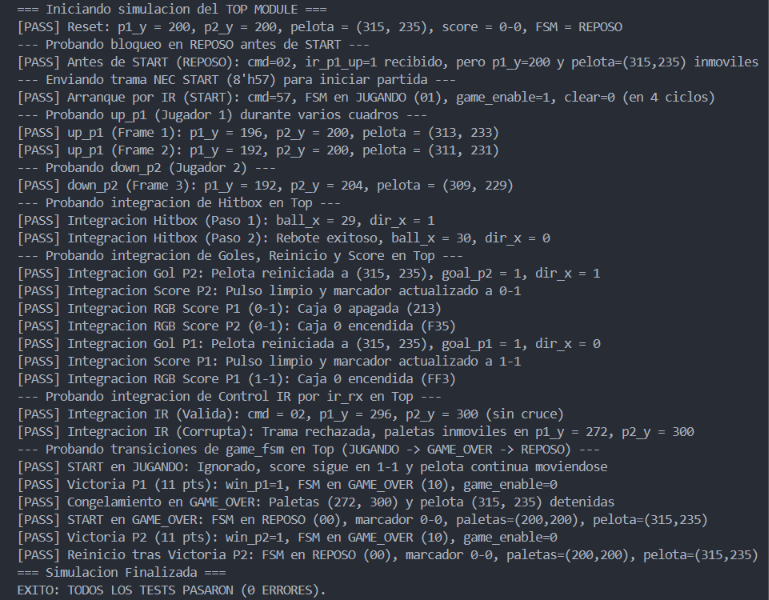 === Iniciando simulacion del TOP MODULE ===
[PASS] Reset: p1_y = 200, p2_y = 200, pelota = (315, 235), score = 0-0, FSM = REPOSO
--- Probando bloqueo en REPOSO antes de START ---
[PASS] Antes de START (REPOSO): cmd=02, ir_p1_up=1 recibido, pero p1_y=200 y pelota=(315,235) inmoviles
--- Enviando trama NEC START (8'h57) para iniciar partida ---
[PASS] Arranque por IR (START): cmd=57, FSM en JUGANDO (01), game_enable=1, clear=0 (en 4 ciclos)
--- Probando up_p1 (Jugador 1) durante varios cuadros ---
[PASS] up_p1 (Frame 1): p1_y = 196, p2_y = 200, pelota = (313, 233)
[PASS] up_p1 (Frame 2): p1_y = 192, p2_y = 200, pelota = (311, 231)
--- Probando down_p2 (Jugador 2) ---
[PASS] down_p2 (Frame 3): p1_y = 192, p2_y = 204, pelota = (309, 229)
--- Probando integracion de Hitbox en Top ---
[PASS] Integracion Hitbox (Paso 1): ball_x = 29, dir_x = 1
[PASS] Integracion Hitbox (Paso 2): Rebote exitoso, ball_x = 30, dir_x = 0
--- Probando integracion de Goles, Reinicio y Score en Top ---
[PASS] Integracion Gol P2: Pelota reiniciada a (315, 235), goal_p2 = 1, dir_x = 1
[PASS] Integracion Score P2: Pulso limpio y marcador actualizado a 0-1
[PASS] Integracion RGB Score P1 (0-1): Caja 0 apagada (213)
[PASS] Integracion RGB Score P2 (0-1): Caja 0 encendida (F35)
[PASS] Integracion Gol P1: Pelota reiniciada a (315, 235), goal_p1 = 1, dir_x = 0
[PASS] Integracion Score P1: Pulso limpio y marcador actualizado a 1-1
[PASS] Integracion RGB Score P1 (1-1): Caja 0 encendida (FF3)
--- Probando integracion de Control IR por ir_rx en Top ---
[PASS] Integracion IR (Valida): cmd = 02, p1_y = 296, p2_y = 300 (sin cruce)
[PASS] Integracion IR (Corrupta): Trama rechazada, paletas inmoviles en p1_y = 272, p2_y = 300
--- Probando transiciones de game_fsm en Top (JUGANDO -> GAME_OVER -> REPOSO) ---
[PASS] START en JUGANDO: Ignorado, score sigue en 1-1 y pelota continua moviendose
[PASS] Victoria P1 (11 pts): win_p1=1, FSM en GAME_OVER (10), game_enable=0
[PASS] Congelamiento en GAME_OVER: Paletas (272, 300) y pelota (315, 235) detenidas
[PASS] START en GAME_OVER: FSM en REPOSO (00), marcador 0-0, paletas=(200,200), pelota=(315,235)
[PASS] Victoria P2 (11 pts): win_p2=1, FSM en GAME_OVER (10), game_enable=0
[PASS] Reinicio tras Victoria P2: FSM en REPOSO (00), marcador 0-0, paletas=(200,200), pelota=(315,235)
=== Simulacion Finalizada ===
EXITO: TODOS LOS TESTS PASARON (0 ERRORES).